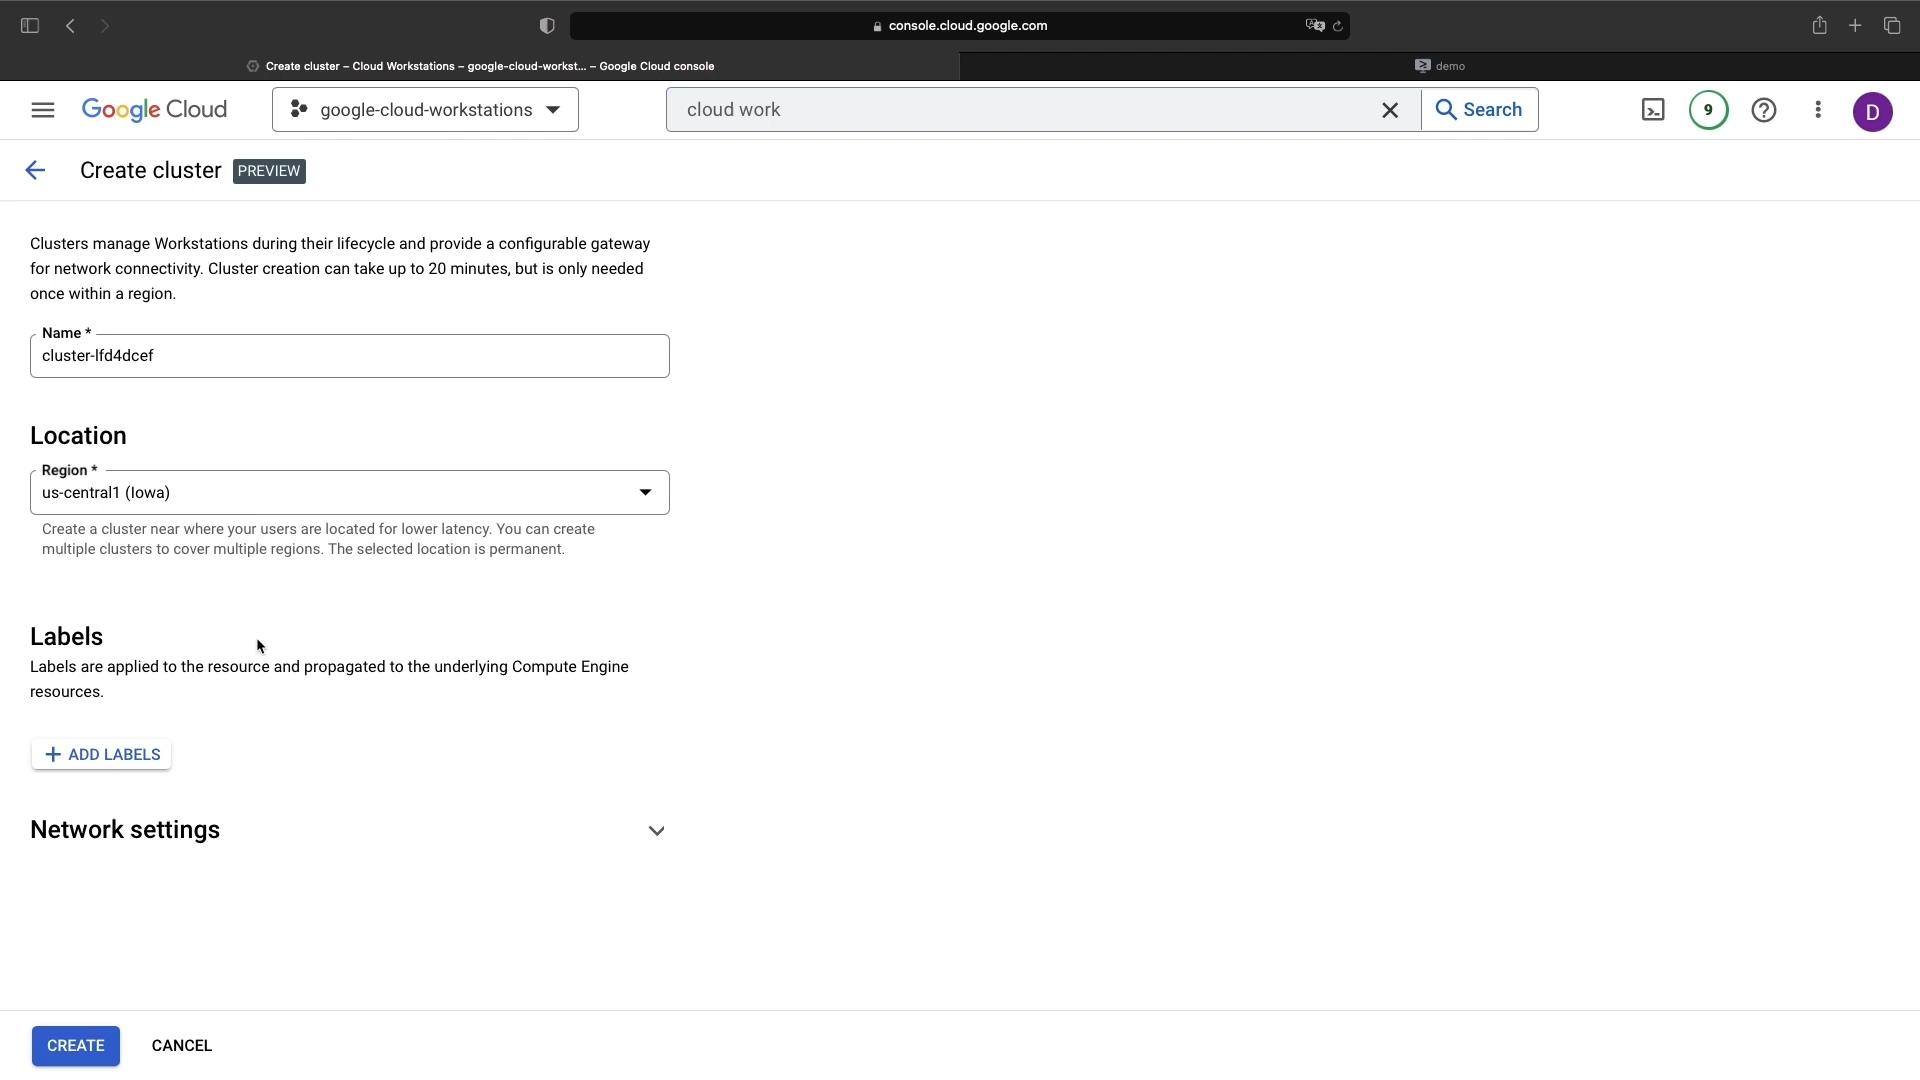 console.cloud.google.com
Create cluster – Cloud Workstations – google-cloud-workst... – Google Cloud console
demo
Google Cloud
google-cloud-workstations
cloud work
Search
9
D
Create cluster PREVIEW
Clusters manage Workstations during their lifecycle and provide a configurable gateway
for network connectivity. Cluster creation can take up to 20 minutes, but is only needed
once within a region.
Name *
cluster-lfd4dcef
Location
Region *
us-central1 (Iowa)
Create a cluster near where your users are located for lower latency. You can create
multiple clusters to cover multiple regions. The selected location is permanent.
Labels
Labels are applied to the resource and propagated to the underlying Compute Engine
resources.
ADD LABELS
Network settings
CREATE
CANCEL